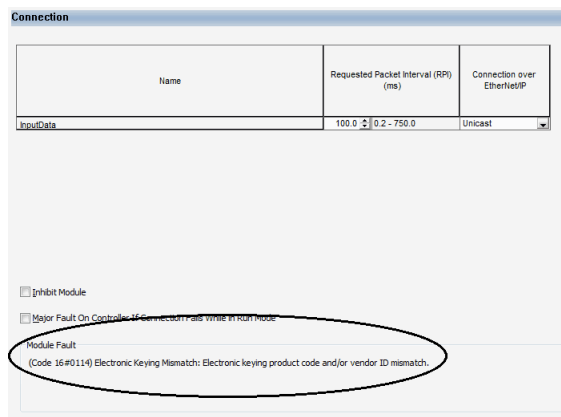 Connection
Name
Requested Packet Interval (RPI)
(ms)
Connection over
EtherNet/IP
InputData
100.0
0.2 - 750.0
Unicast
Inhibit Module
Major Fault On Controller If Connection Fails While in Run Mode
Module Fault
(Code 16#0114) Electronic Keying Mismatch: Electronic keying product code and/or vendor ID mismatch.